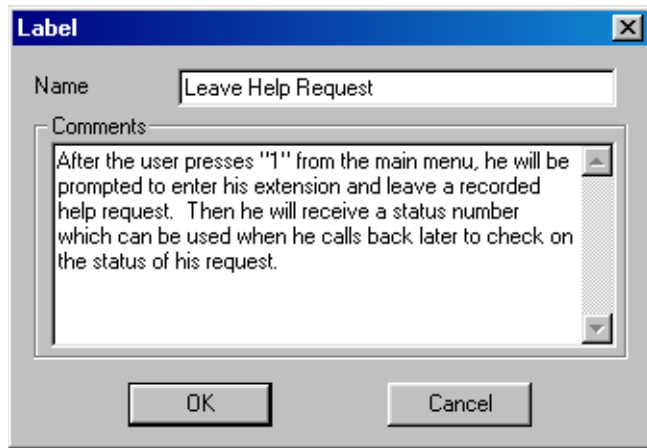 Label
Name Leave Help Request
Comments
After the user presses "1" from the main menu, he will be
prompted to enter his extension and leave a recorded
help request.  Then he will receive a status number
which can be used when he calls back later to check on
the status of his request.
OK Cancel